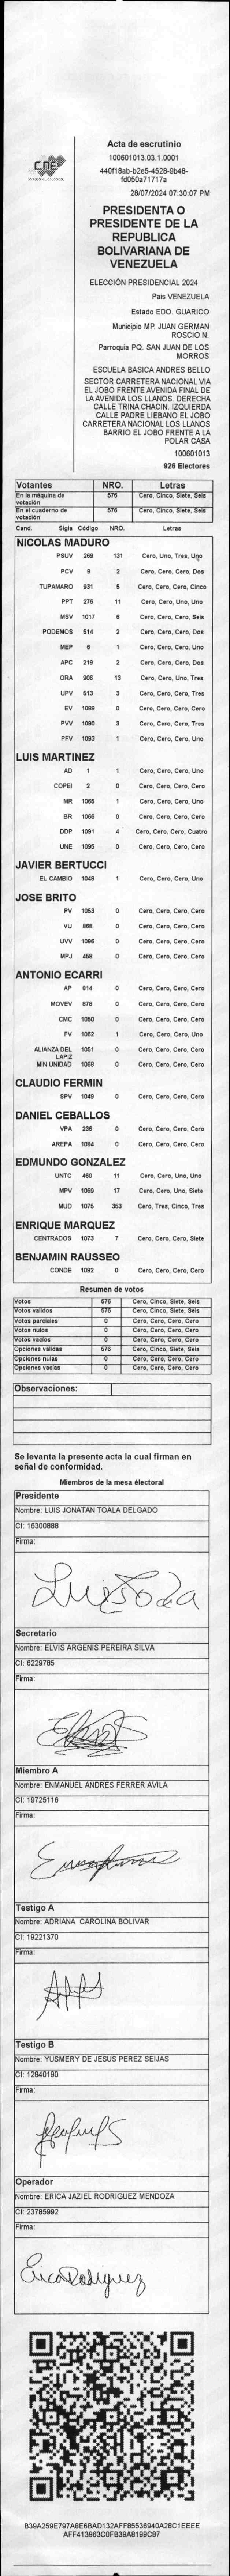 CNE
Acta de escrutinio
100601013.03.1.0001
440f18ab-b2e5-4528-9b48-
fd050a71717a
28/07/2024 07:30:07 PM
PRESIDENTA O
PRESIDENTE DE LA
REPUBLICA
BOLIVARIANA DE
VENEZUELA
ELECCIÓN PRESIDENCIAL 2024
Pais VENEZUELA
Estado EDO. GUARICO
Municipio MP. JUAN GERMAN
ROSCIO N.
Parroquia PQ. SAN JUAN DE LOS
MORROS
ESCUELA BASICA ANDRES BELLO
SECTOR CARRETERA NACIONAL VIA
EL JOBO FRENTE AVENIDA FINAL DE
LA AVENIDA LOS LLANOS. DERECHA
CALLE TRINA CHACIN. IZQUIERDA
CALLE PADRE LIEBANO EL JOBO
CARRETERA NACIONAL LOS LLANOS
BARRIO EL JOBO FRENTE A LA
POLAR CASA
100601013
926 Electores
Votantes NRO. Letras
En la máquina de votación 576 Cero, Cinco, Siete, Seis
En el cuaderno de votación 576 Cero, Cinco, Siete, Seis
Cand. Sigla Código NRO. Letras
NICOLAS MADURO
PSUV 269 131 Cero, Uno, Tres, Uno
PCV 9 2 Cero, Cero, Cero, Dos
TUPAMARO 931 5 Cero, Cero, Cero, Cinco
PPT 276 11 Cero, Cero, Uno, Uno
MSV 1017 6 Cero, Cero, Cero, Seis
PODEMOS 514 2 Cero, Cero, Cero, Dos
MEP 6 1 Cero, Cero, Cero, Uno
APC 219 2 Cero, Cero, Cero, Dos
ORA 906 13 Cero, Cero, Uno, Tres
UPV 513 3 Cero, Cero, Cero, Tres
EV 1089 0 Cero, Cero, Cero, Cero
PVV 1090 3 Cero, Cero, Cero, Tres
PFV 1093 1 Cero, Cero, Cero, Uno
LUIS MARTINEZ
AD 1 1 Cero, Cero, Cero, Uno
COPEI 2 0 Cero, Cero, Cero, Cero
MR 1065 1 Cero, Cero, Cero, Uno
BR 1066 0 Cero, Cero, Cero, Cero
DDP 1091 4 Cero, Cero, Cero, Cuatro
UNE 1095 0 Cero, Cero, Cero, Cero
JAVIER BERTUCCI
EL CAMBIO 1048 1 Cero, Cero, Cero, Uno
JOSE BRITO
PV 1053 0 Cero, Cero, Cero, Cero
VU 868 0 Cero, Cero, Cero, Cero
UVV 1096 0 Cero, Cero, Cero, Cero
MPJ 458 0 Cero, Cero, Cero, Cero
ANTONIO ECARRI
AP 814 0 Cero, Cero, Cero, Cero
MOVEV 678 0 Cero, Cero, Cero, Cero
CMC 1050 0 Cero, Cero, Cero, Cero
FV 1052 1 Cero, Cero, Cero, Uno
ALIANZA DEL LAPIZ 1051 0 Cero, Cero, Cero, Cero
MIN UNIDAD 1069 0 Cero, Cero, Cero, Cero
CLAUDIO FERMIN
SPV 1049 0 Cero, Cero, Cero, Cero
DANIEL CEBALLOS
VPA 236 0 Cero, Cero, Cero, Cero
AREPA 1094 0 Cero, Cero, Cero, Cero
EDMUNDO GONZALEZ
UNTC 460 11 Cero, Cero, Uno, Uno
MPV 1069 17 Cero, Cero, Uno, Siete
MUD 1075 353 Cero, Tres, Cinco, Tres
ENRIQUE MARQUEZ
CENTRADOS 1073 7 Cero, Cero, Cero, Siete
BENJAMIN RAUSSEO
CONDE 1092 0 Cero, Cero, Cero, Cero
Resumen de votos
Votos 576 Cero, Cinco, Siete, Seis
Votos validos 576 Cero, Cinco, Siete, Seis
Votos parciales 0 Cero, Cero, Cero, Cero
Votos nulos 0 Cero, Cero, Cero, Cero
Votos vacios 0 Cero, Cero, Cero, Cero
Opciones validas 576 Cero, Cinco, Siete, Seis
Opciones nulas 0 Cero, Cero, Cero, Cero
Opciones vacias 0 Cero, Cero, Cero, Cero
Observaciones:
Se levanta la presente acta la cual firman en
señal de conformidad.
Miembros de la mesa électoral
Presidente
Nombre: LUIS JONATAN TOALA DELGADO
CI: 16300888
Firma:
Luis Toala
Secretario
Nombre: ELVIS ARGENIS PEREIRA SILVA
CI: 6229785
Firma:
Miembro A
Nombre: ENMANUEL ANDRES FERRER AVILA
CI: 19725116
Firma:
Testigo A
Nombre: ADRIANA CAROLINA BOLIVAR
CI: 19221370
Firma:
Testigo B
Nombre: YUSMERY DE JESUS PEREZ SEIJAS
CI: 12840190
Firma:
Operador
Nombre: ERICA JAZIEL RODRIGUEZ MENDOZA
CI: 23785992
Firma:
Erica Rodriguez
B39A259E797A8E6BAD132AFF85536940A28C1EEEE
AFF413963C0FB39A8199C87